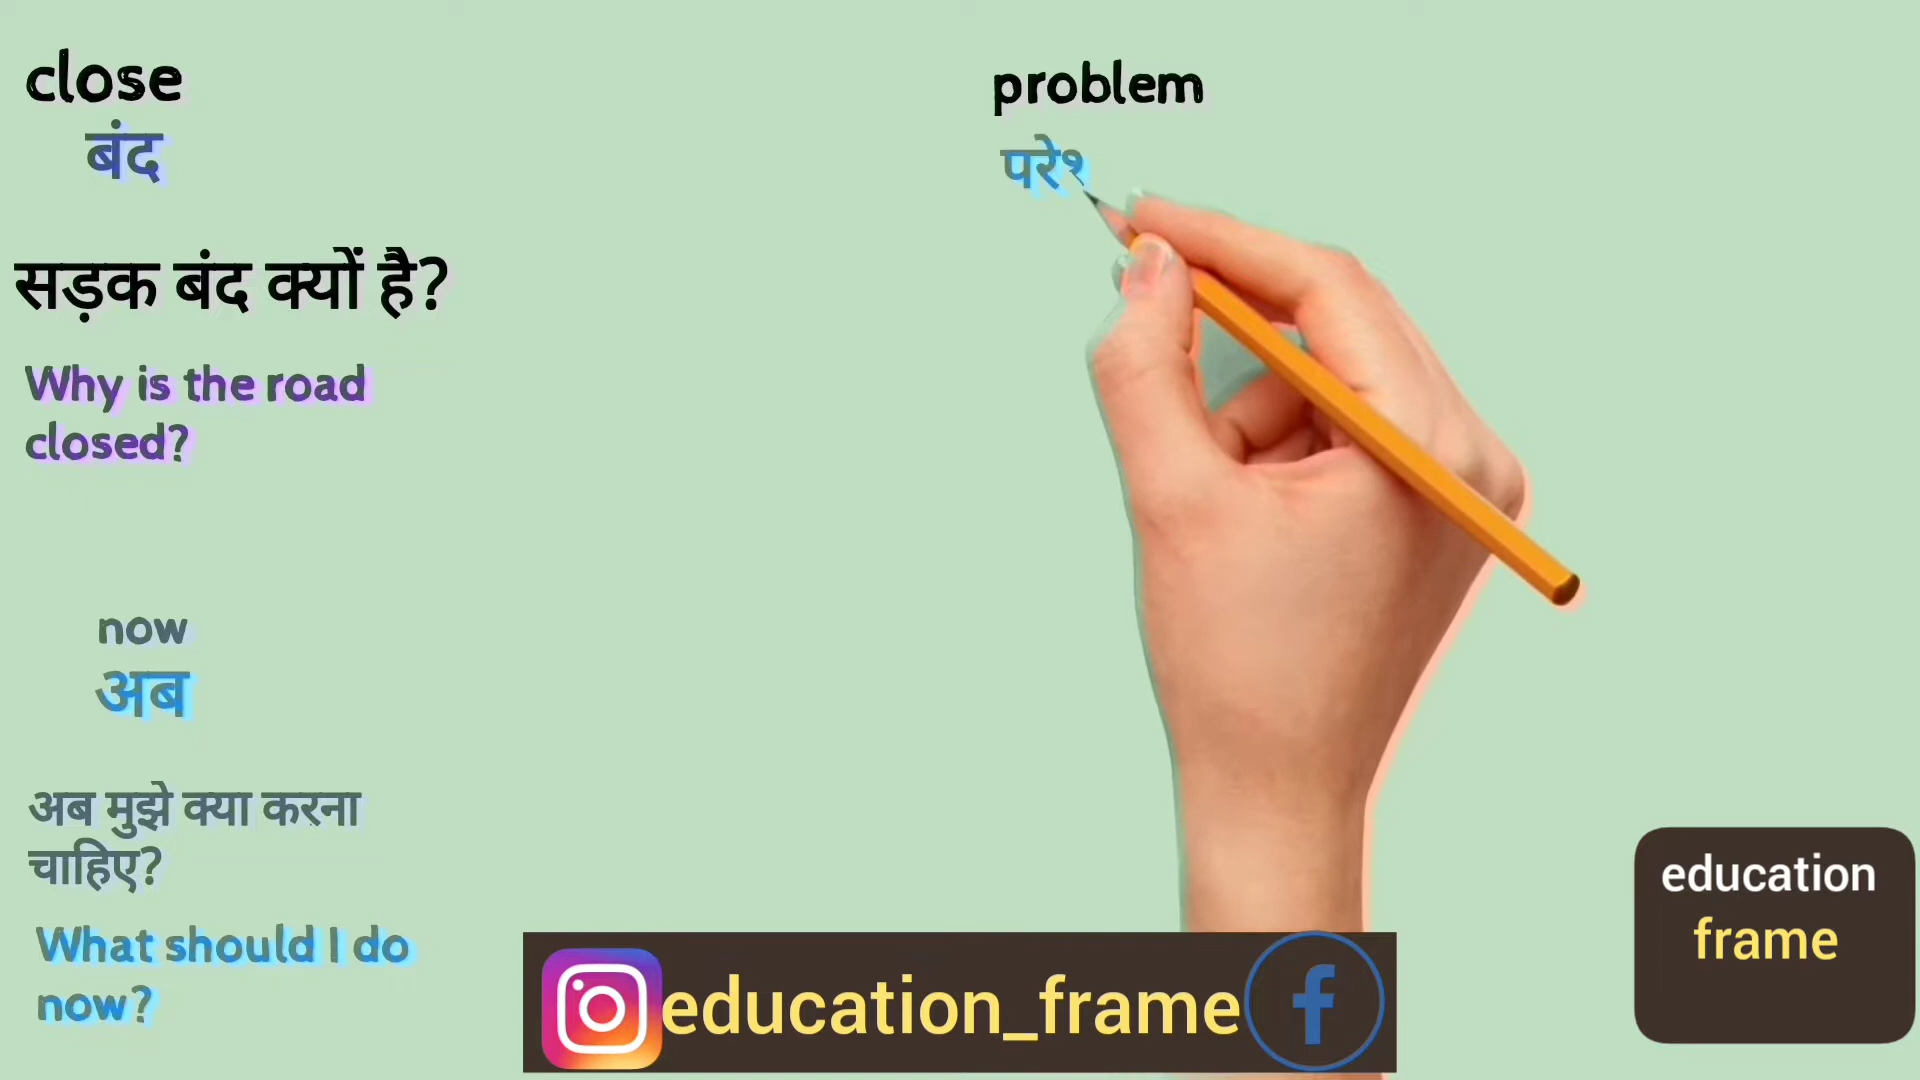 close
बंद
सड़क बंद क्यों है?
Why is the road
closed?
now
अब
अब मुझे क्या करना
चाहिए?
What should I do
now?
problem
education_frame
education
frame